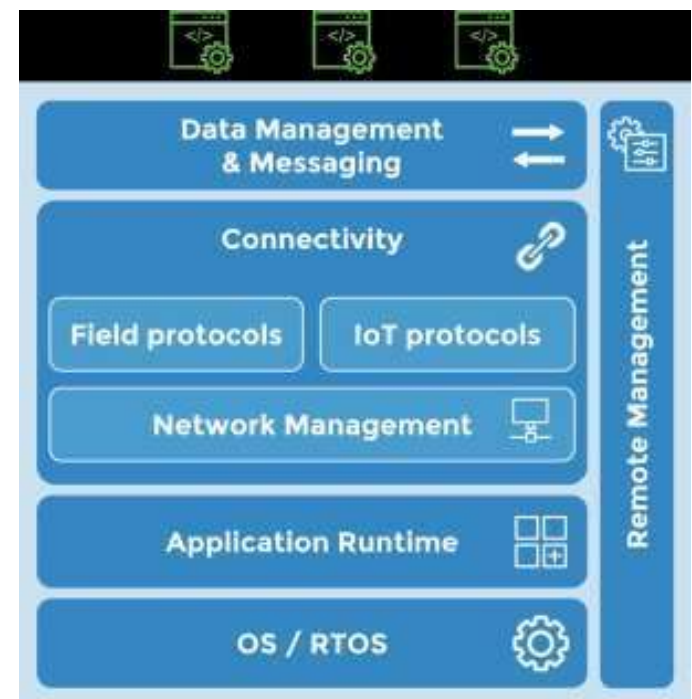 </>
</>
</>
Data Management
& Messaging
Connectivity
Field protocols
IoT protocols
Network Management
Application Runtime
OS / RTOS
Remote Management